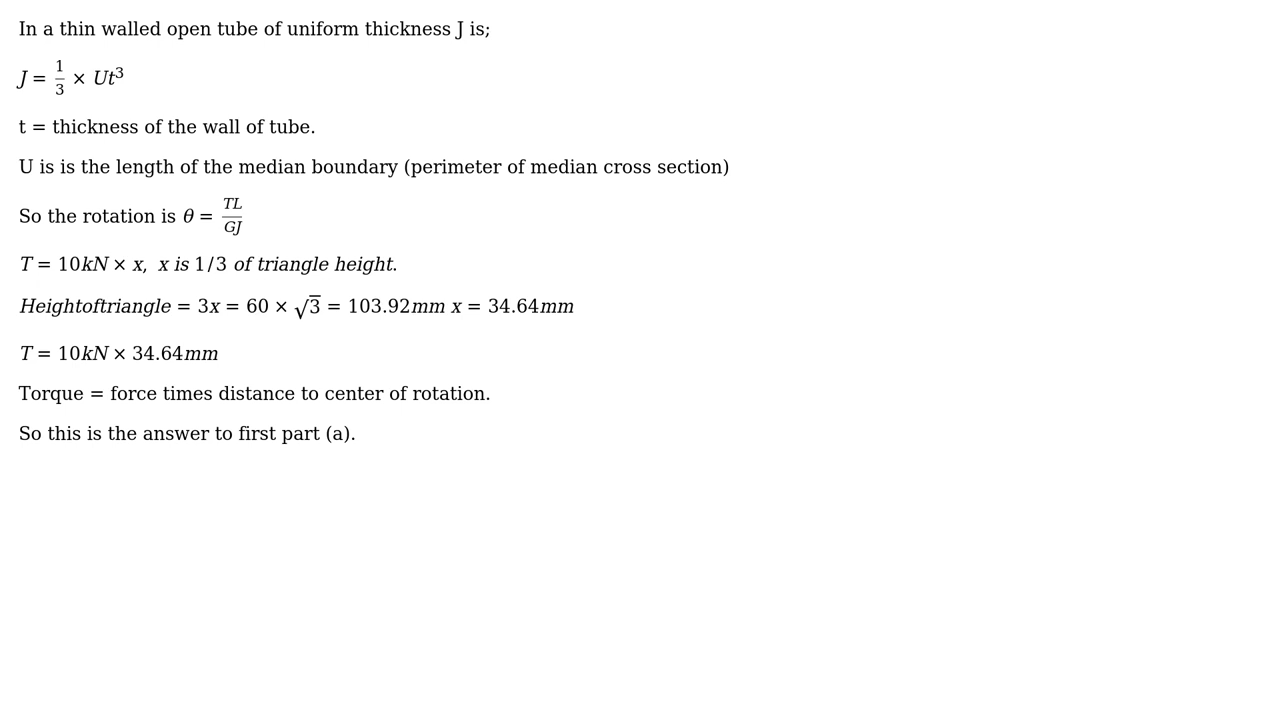 In a thin walled open tube of uniform thickness J is;
J = 1/3 × Ut³
t = thickness of the wall of tube.
U is is the length of the median boundary (perimeter of median cross section)
So the rotation is θ = TL/GJ
T = 10kN × x, x is 1/3 of triangle height.
Heightoftriangle = 3x = 60 × √3 = 103.92mm x = 34.64mm
T = 10kN × 34.64mm
Torque = force times distance to center of rotation.
So this is the answer to first part (a).